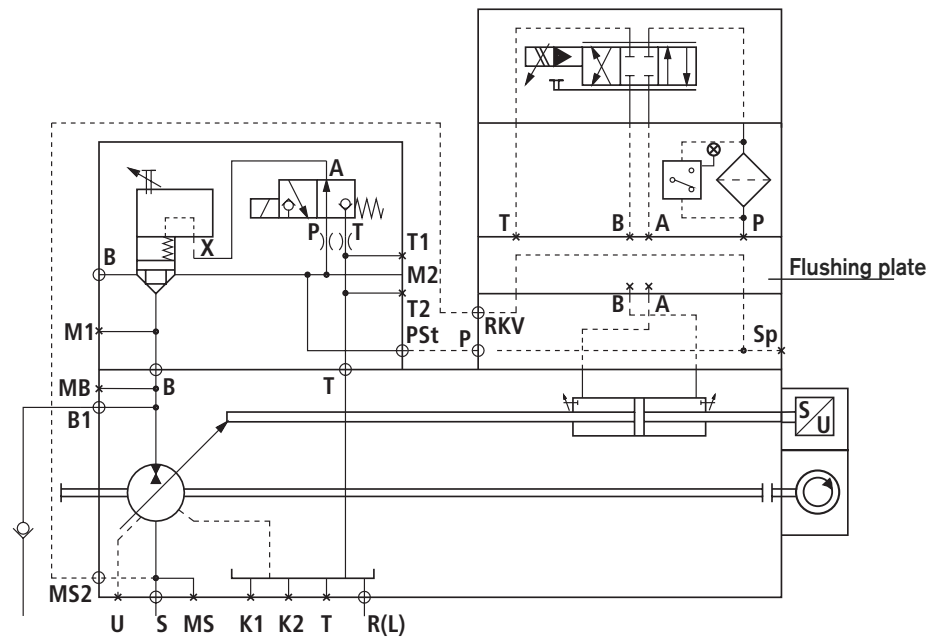 A
P T
X
B
T1
M2
T2
M1
PSt
T B A P
Flushing plate
B A
RKV
P
Sp
MB
B
T
B1
S
U
MS2
U S MS K1 K2 T R(L)